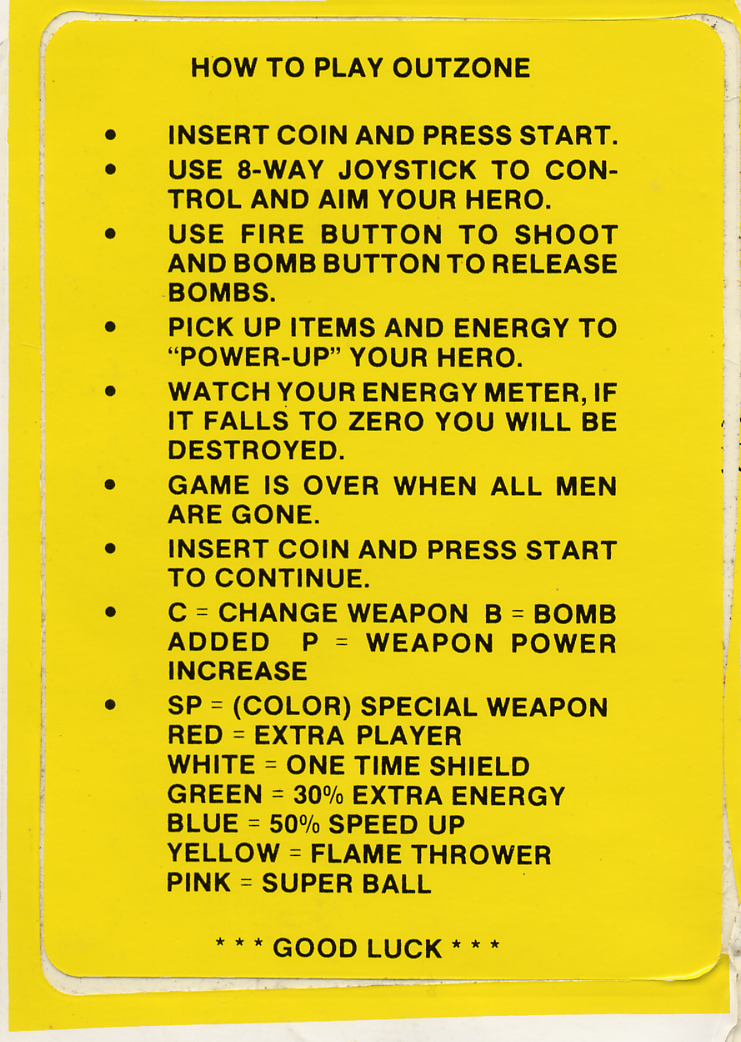 HOW TO PLAY OUTZONE
• INSERT COIN AND PRESS START.
• USE 8-WAY JOYSTICK TO CON-
TROL AND AIM YOUR HERO.
• USE FIRE BUTTON TO SHOOT
AND BOMB BUTTON TO RELEASE
BOMBS.
• PICK UP ITEMS AND ENERGY TO
“POWER-UP” YOUR HERO.
• WATCH YOUR ENERGY METER, IF
IT FALLS TO ZERO YOU WILL BE
DESTROYED.
• GAME IS OVER WHEN ALL MEN
ARE GONE.
• INSERT COIN AND PRESS START
TO CONTINUE.
• C = CHANGE WEAPON B = BOMB
ADDED P = WEAPON POWER
INCREASE
• SP = (COLOR) SPECIAL WEAPON
RED = EXTRA PLAYER
WHITE = ONE TIME SHIELD
GREEN = 30% EXTRA ENERGY
BLUE = 50% SPEED UP
YELLOW = FLAME THROWER
PINK = SUPER BALL
* * * GOOD LUCK * * *